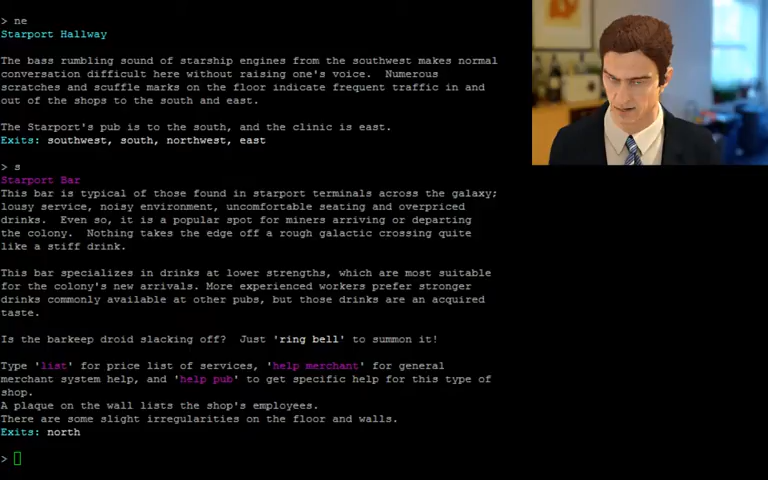 > ne
Starport Hallway
The bass rumbling sound of starship engines from the southwest makes normal
conversation difficult here without raising one's voice.  Numerous
scratches and scuffle marks on the floor indicate frequent traffic in and
out of the shops to the south and east.
The Starport's pub is to the south, and the clinic is east.
Exits: southwest, south, northwest, east
> s
Starport Bar
This bar is typical of those found in starport terminals across the galaxy;
lousy service, noisy environment, uncomfortable seating and overpriced
drinks.  Even so, it is a popular spot for miners arriving or departing
the colony.  Nothing takes the edge off a rough galactic crossing quite
like a stiff drink.
This bar specializes in drinks at lower strengths, which are most suitable
for the colony's new arrivals. More experienced workers prefer stronger
drinks commonly available at other pubs, but those drinks are an acquired
taste.
Is the barkeep droid slacking off?  Just 'ring bell' to summon it!
Type 'list' for price list of services, 'help merchant' for general
merchant system help, and 'help pub' to get specific help for this type of
shop.
A plaque on the wall lists the shop's employees.
There are some slight irregularities on the floor and walls.
Exits: north
>